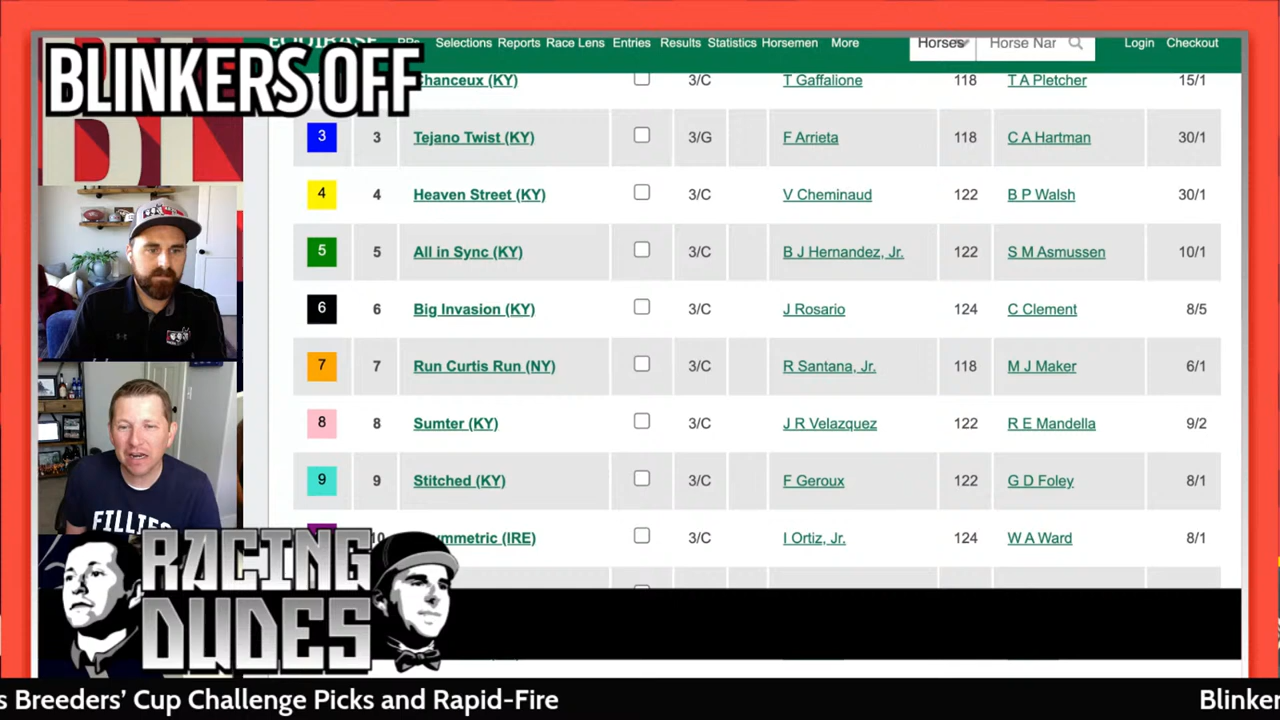 BLINKERS OFF
EQUIBASE PPs Selections Reports Race Lens Entries Results Statistics Horsemen More Horses Horse Nar Login Checkout
Chanceux (KY) 3/C T Gaffalione 118 T A Pletcher 15/1
3 3 Tejano Twist (KY) 3/G F Arrieta 118 C A Hartman 30/1
4 4 Heaven Street (KY) 3/C V Cheminaud 122 B P Walsh 30/1
5 5 All in Sync (KY) 3/C B J Hernandez, Jr. 122 S M Asmussen 10/1
6 6 Big Invasion (KY) 3/C J Rosario 124 C Clement 8/5
7 7 Run Curtis Run (NY) 3/C R Santana, Jr. 118 M J Maker 6/1
8 8 Sumter (KY) 3/C J R Velazquez 122 R E Mandella 9/2
9 9 Stitched (KY) 3/C F Geroux 122 G D Foley 8/1
10 ymmetric (IRE) 3/C I Ortiz, Jr. 124 W A Ward 8/1
FILLIES
RACING
DUDES
s Breeders' Cup Challenge Picks and Rapid-Fire
Blinker